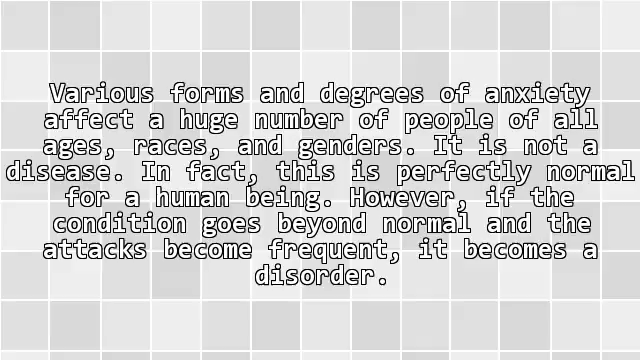 Various forms and degrees of anxiety
affect a huge number of people of all
ages, races, and genders. It is not a
disease. In fact, this is perfectly normal
for a human being. However, if the
condition goes beyond normal and the
attacks become frequent, it becomes a
disorder.